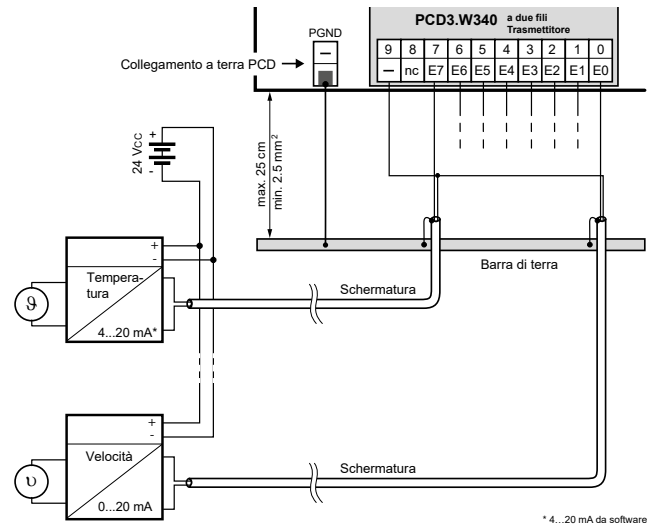 PCD3.W340 a due fili
Trasmettitore
PGND
9 8 7 6 5 4 3 2 1 0
– nc E7 E6 E5 E4 E3 E2 E1 E0
–
Collegamento a terra PCD
max. 25 cm
min. 2.5 mm²
24 VCC
+
-
Barra di terra
+
-
Tempera-
tura
4...20 mA*
ϑ
Schermatura
+
-
Velocità
0...20 mA
υ
Schermatura
* 4...20 mA da software